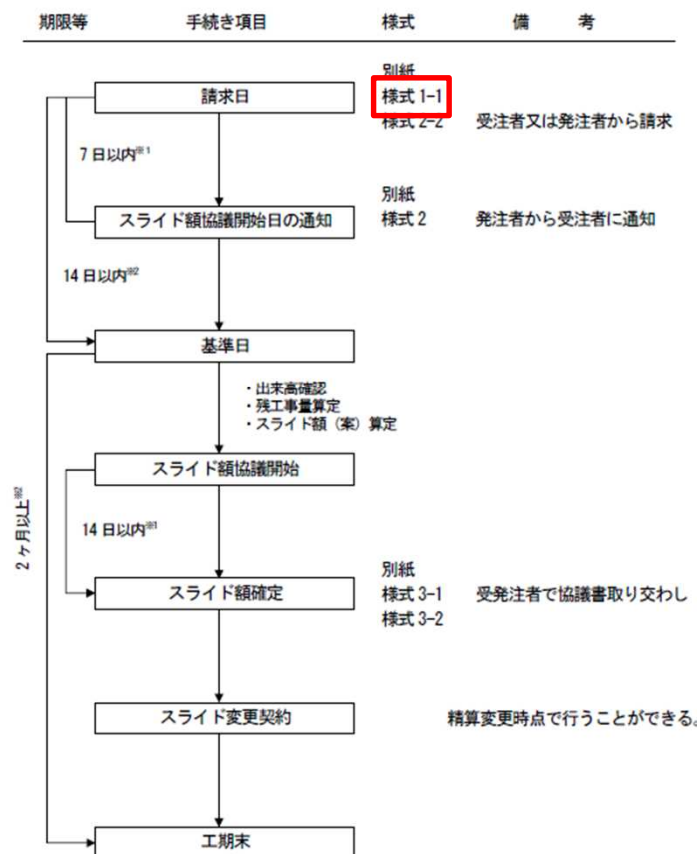 期限等 手続き項目 様式 備 考
別紙
請求日 様式 1-1
様式 2-2 受注者又は発注者から請求
7 日以内※1
別紙
スライド額協議開始日の通知 様式 2 発注者から受注者に通知
14 日以内※2
基準日
・出来高確認
・残工事量算定
・スライド額（案）算定
スライド額協議開始
2 ヶ月以上※2
14 日以内※1
別紙
スライド額確定 様式 3-1 受発注者で協議書取り交わし
様式 3-2
スライド変更契約 精算変更時点で行うことができる。
工期末